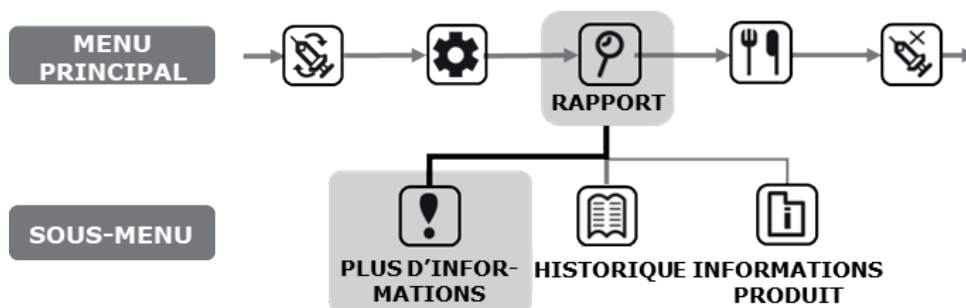 MENU
PRINCIPAL
RAPPORT
SOUS-MENU
PLUS D’INFOR-
MATIONS
HISTORIQUE
INFORMATIONS
PRODUIT